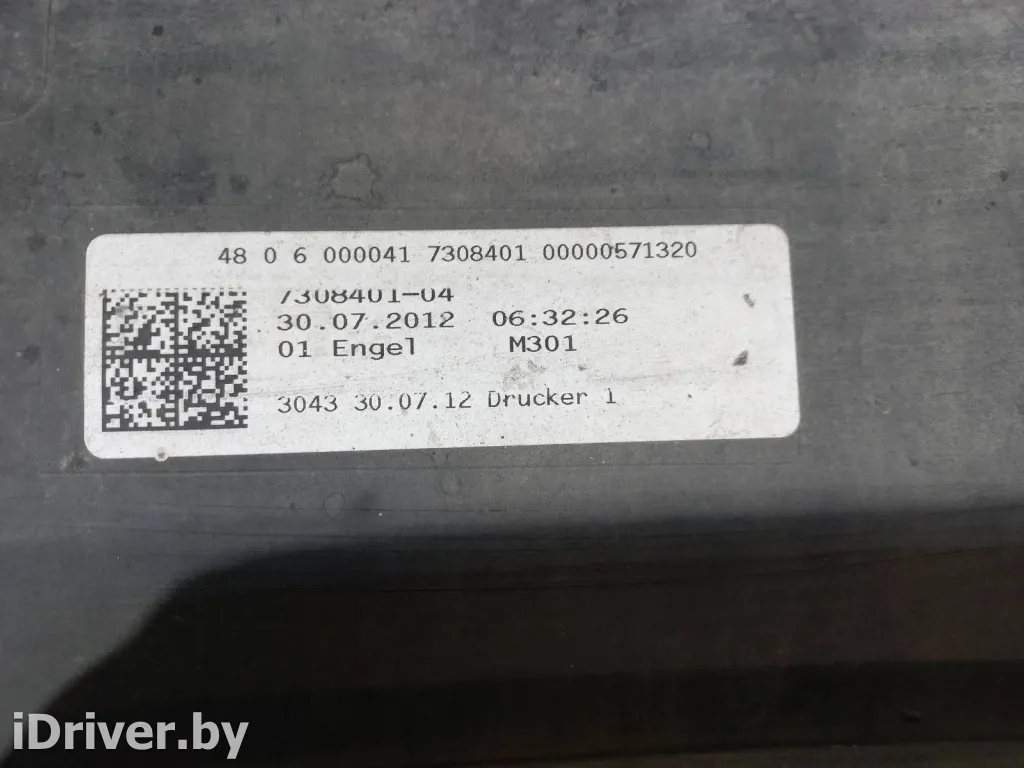 48 0 6 000041 7308401 00000571320
7308401-04
30.07.2012 06:32:26
01 Engel M301
3043 30.07.12 Drucker 1
iDriver.by